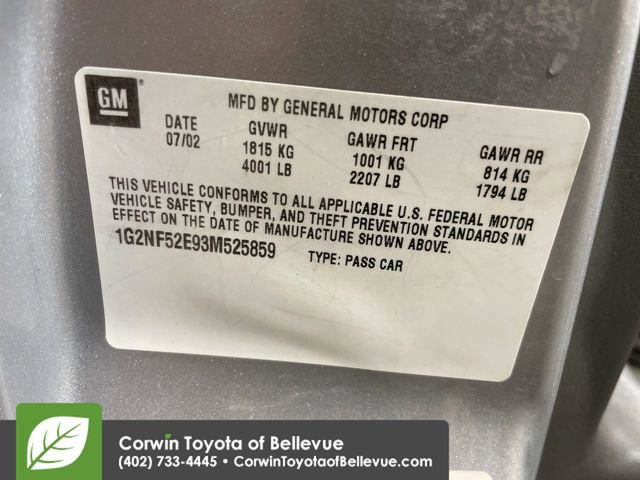 GM
MFD BY GENERAL MOTORS CORP
DATE GVWR GAWR FRT GAWR RR
07/02 1815 KG 1001 KG 814 KG
4001 LB 2207 LB 1794 LB
THIS VEHICLE CONFORMS TO ALL APPLICABLE U.S. FEDERAL MOTOR
VEHICLE SAFETY, BUMPER, AND THEFT PREVENTION STANDARDS IN
EFFECT ON THE DATE OF MANUFACTURE SHOWN ABOVE.
1G2NF52E93M525859 TYPE: PASS CAR
Corwin Toyota of Bellevue
(402) 733-4445 • CorwinToyotaofBellevue.com